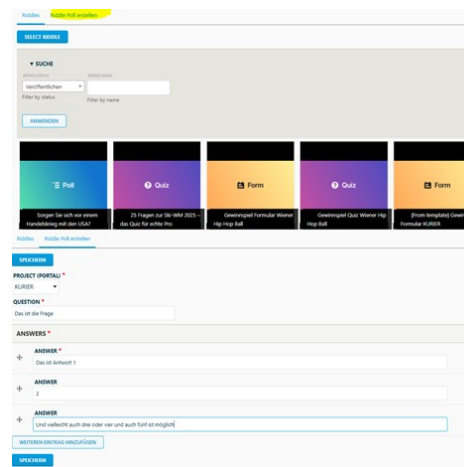 Riddles Riddle Poll erstellen
SELECT RIDDLE
▼ SUCHE
ARTIKELSTATUS RIDDLE NAME
Veröffentlichen
Filter by status Filter by name
ANWENDEN
Poll Quiz Form Quiz Form
Sorgen Sie sich vor einem 25 Fragen zur Ski-WM 2025 – Gewinnspiel Formular Wiener Gewinnspiel Quiz Wiener Hip [From template] Gewi
Handelskrieg mit den USA? das Quiz für echte Pro Hip Hop Ball Hop Ball Formular KURIER
Riddles Riddle Poll erstellen
SPEICHERN
PROJECT (PORTAL) *
KURIER
QUESTION *
Das ist die Frage
ANSWERS *
ANSWER *
Das ist Antwort 1
ANSWER
2
ANSWER
Und vielleicht auch drei oder vier und auch fünf ist möglich
WEITEREN EINTRAG HINZUFÜGEN
SPEICHERN